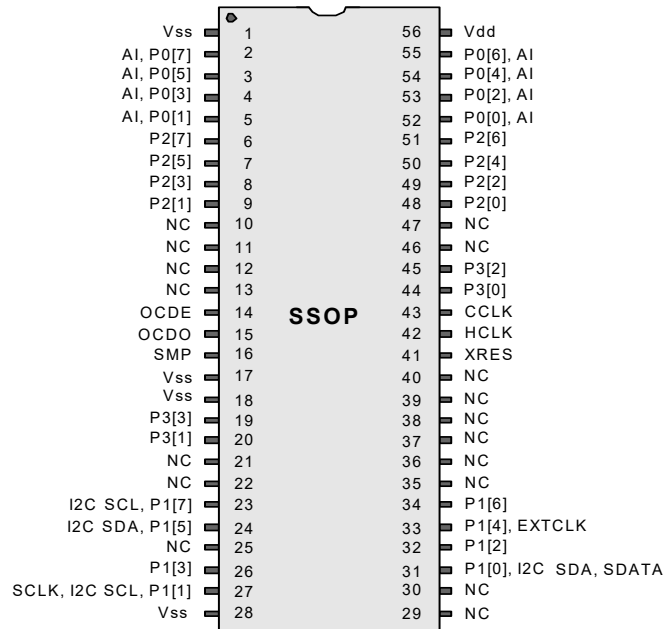 Vss 1 56 Vdd
AI, P0[7] 2 55 P0[6], AI
AI, P0[5] 3 54 P0[4], AI
AI, P0[3] 4 53 P0[2], AI
AI, P0[1] 5 52 P0[0], AI
P2[7] 6 51 P2[6]
P2[5] 7 50 P2[4]
P2[3] 8 49 P2[2]
P2[1] 9 48 P2[0]
NC 10 47 NC
NC 11 46 NC
NC 12 45 P3[2]
NC 13 44 P3[0]
OCDE 14 SSOP 43 CCLK
OCDO 15 42 HCLK
SMP 16 41 XRES
Vss 17 40 NC
Vss 18 39 NC
P3[3] 19 38 NC
P3[1] 20 37 NC
NC 21 36 NC
NC 22 35 NC
I2C SCL, P1[7] 23 34 P1[6]
I2C SDA, P1[5] 24 33 P1[4], EXTCLK
NC 25 32 P1[2]
P1[3] 26 31 P1[0], I2C SDA, SDATA
SCLK, I2C SCL, P1[1] 27 30 NC
Vss 28 29 NC